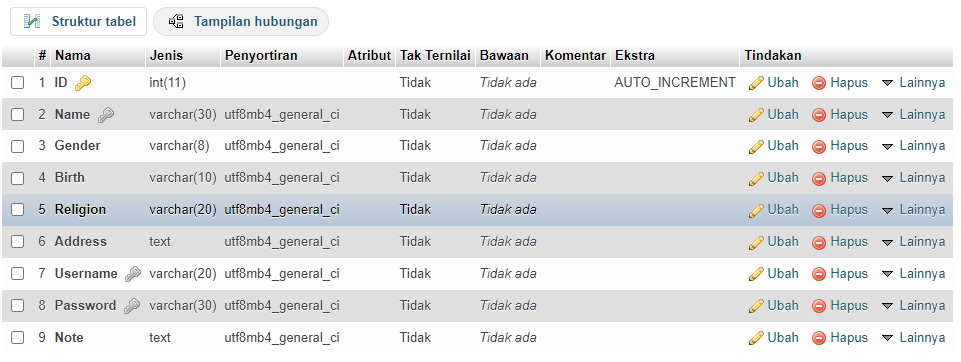 Struktur tabel Tampilan hubungan
# Nama Jenis Penyortiran Atribut Tak Ternilai Bawaan Komentar Ekstra Tindakan
1 ID int(11) Tidak Tidak ada AUTO_INCREMENT Ubah Hapus Lainnya
2 Name varchar(30) utf8mb4_general_ci Tidak Tidak ada Ubah Hapus Lainnya
3 Gender varchar(8) utf8mb4_general_ci Tidak Tidak ada Ubah Hapus Lainnya
4 Birth varchar(10) utf8mb4_general_ci Tidak Tidak ada Ubah Hapus Lainnya
5 Religion varchar(20) utf8mb4_general_ci Tidak Tidak ada Ubah Hapus Lainnya
6 Address text utf8mb4_general_ci Tidak Tidak ada Ubah Hapus Lainnya
7 Username varchar(20) utf8mb4_general_ci Tidak Tidak ada Ubah Hapus Lainnya
8 Password varchar(30) utf8mb4_general_ci Tidak Tidak ada Ubah Hapus Lainnya
9 Note text utf8mb4_general_ci Tidak Tidak ada Ubah Hapus Lainnya